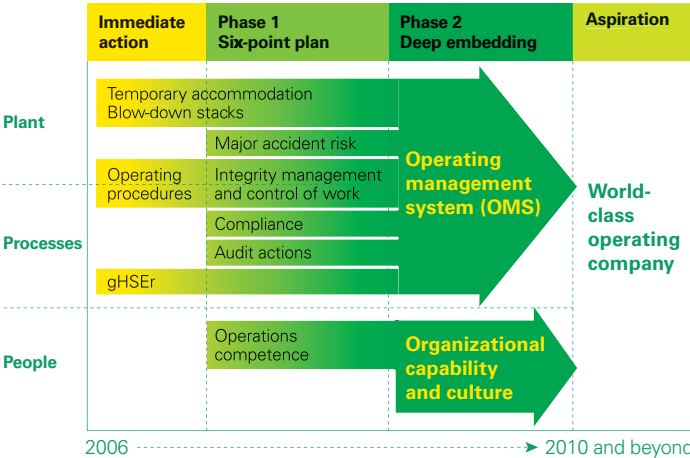 Immediate
action
Phase 1
Six-point plan
Phase 2
Deep embedding
Aspiration
Plant
Temporary accommodation
Blow-down stacks
Major accident risk
Operating
procedures
Integrity management
and control of work
Operating
management
system (OMS)
World-
class
operating
company
Processes
Compliance
Audit actions
gHSEr
People
Operations
competence
Organizational
capability
and culture
2006
2010 and beyond